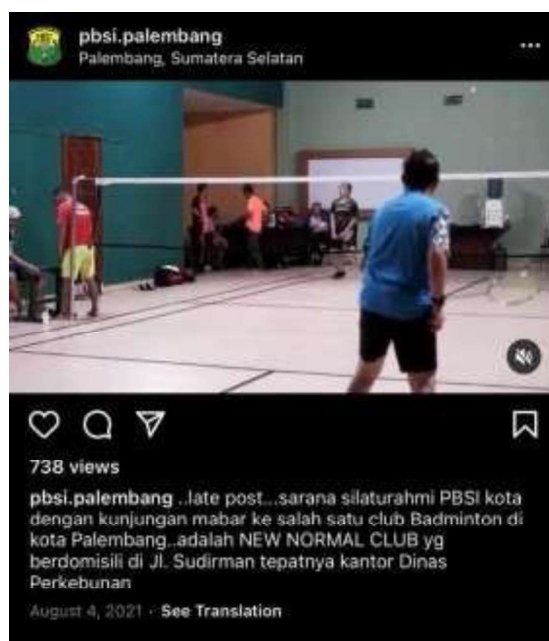 pbsi.palembang
Palembang, Sumatera Selatan
738 views
pbsi.palembang ..late post...sarana silaturahmi PBSI kota
dengan kunjungan mabar ke salah satu club Badminton di
kota Palembang..adalah NEW NORMAL CLUB yg
berdomisili di Jl. Sudirman tepatnya kantor Dinas
Perkebunan
August 4, 2021 · See Translation